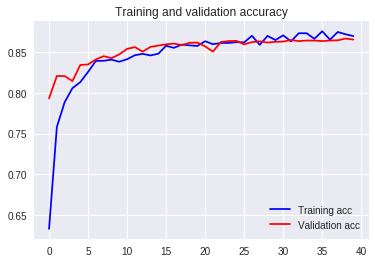 Training and validation accuracy
0.85
0.80
0.75
0.70
0.65
Training acc
Validation acc
0 5 10 15 20 25 30 35 40